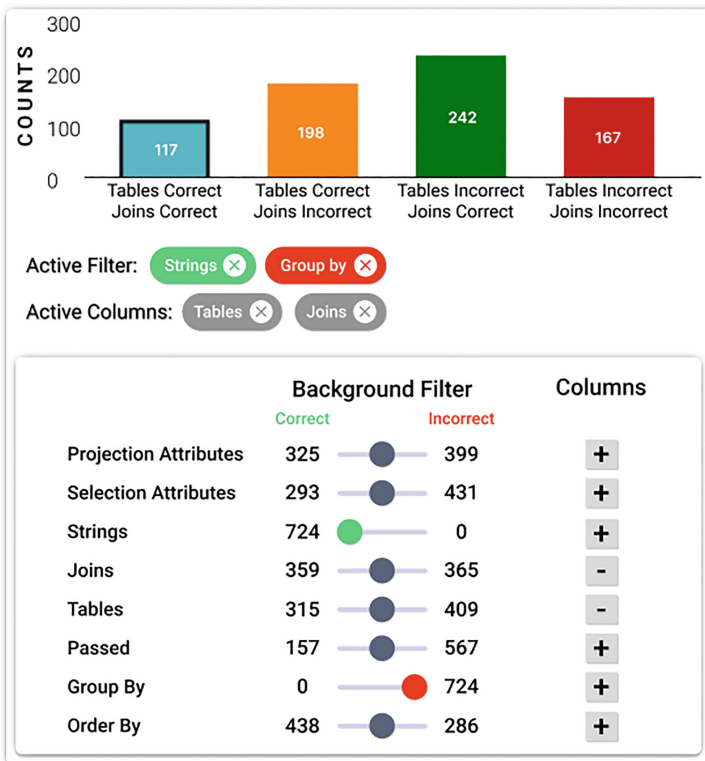 COUNTS
300
200
100
0
117
198
242
167
Tables Correct
Joins Correct
Tables Correct
Joins Incorrect
Tables Incorrect
Joins Correct
Tables Incorrect
Joins Incorrect
Active Filter: Strings Group by
Active Columns: Tables Joins
Background Filter Columns
Correct Incorrect
Projection Attributes 325 399 +
Selection Attributes 293 431 +
Strings 724 0 +
Joins 359 365 -
Tables 315 409 -
Passed 157 567 +
Group By 0 724 +
Order By 438 286 +